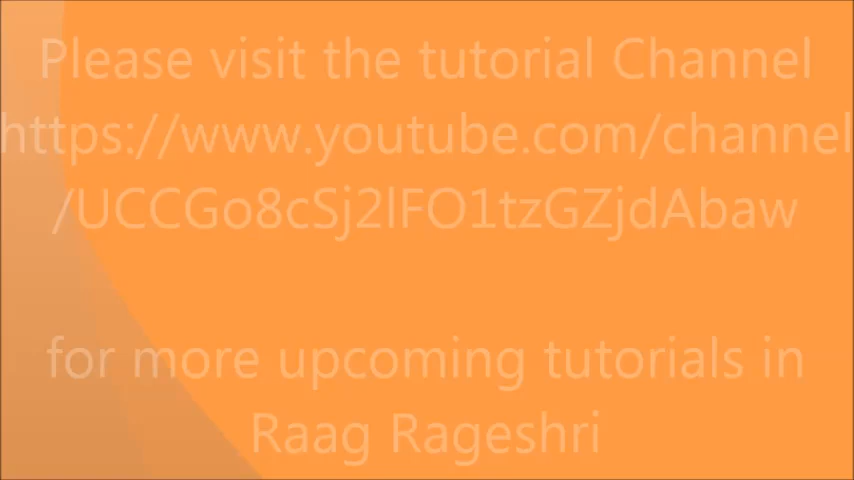 Please visit the tutorial Channel
https://www.youtube.com/channel
/UCCGo8cSj2lFO1tzGZjdAbaw
for more upcoming tutorials in
Raag Rageshri